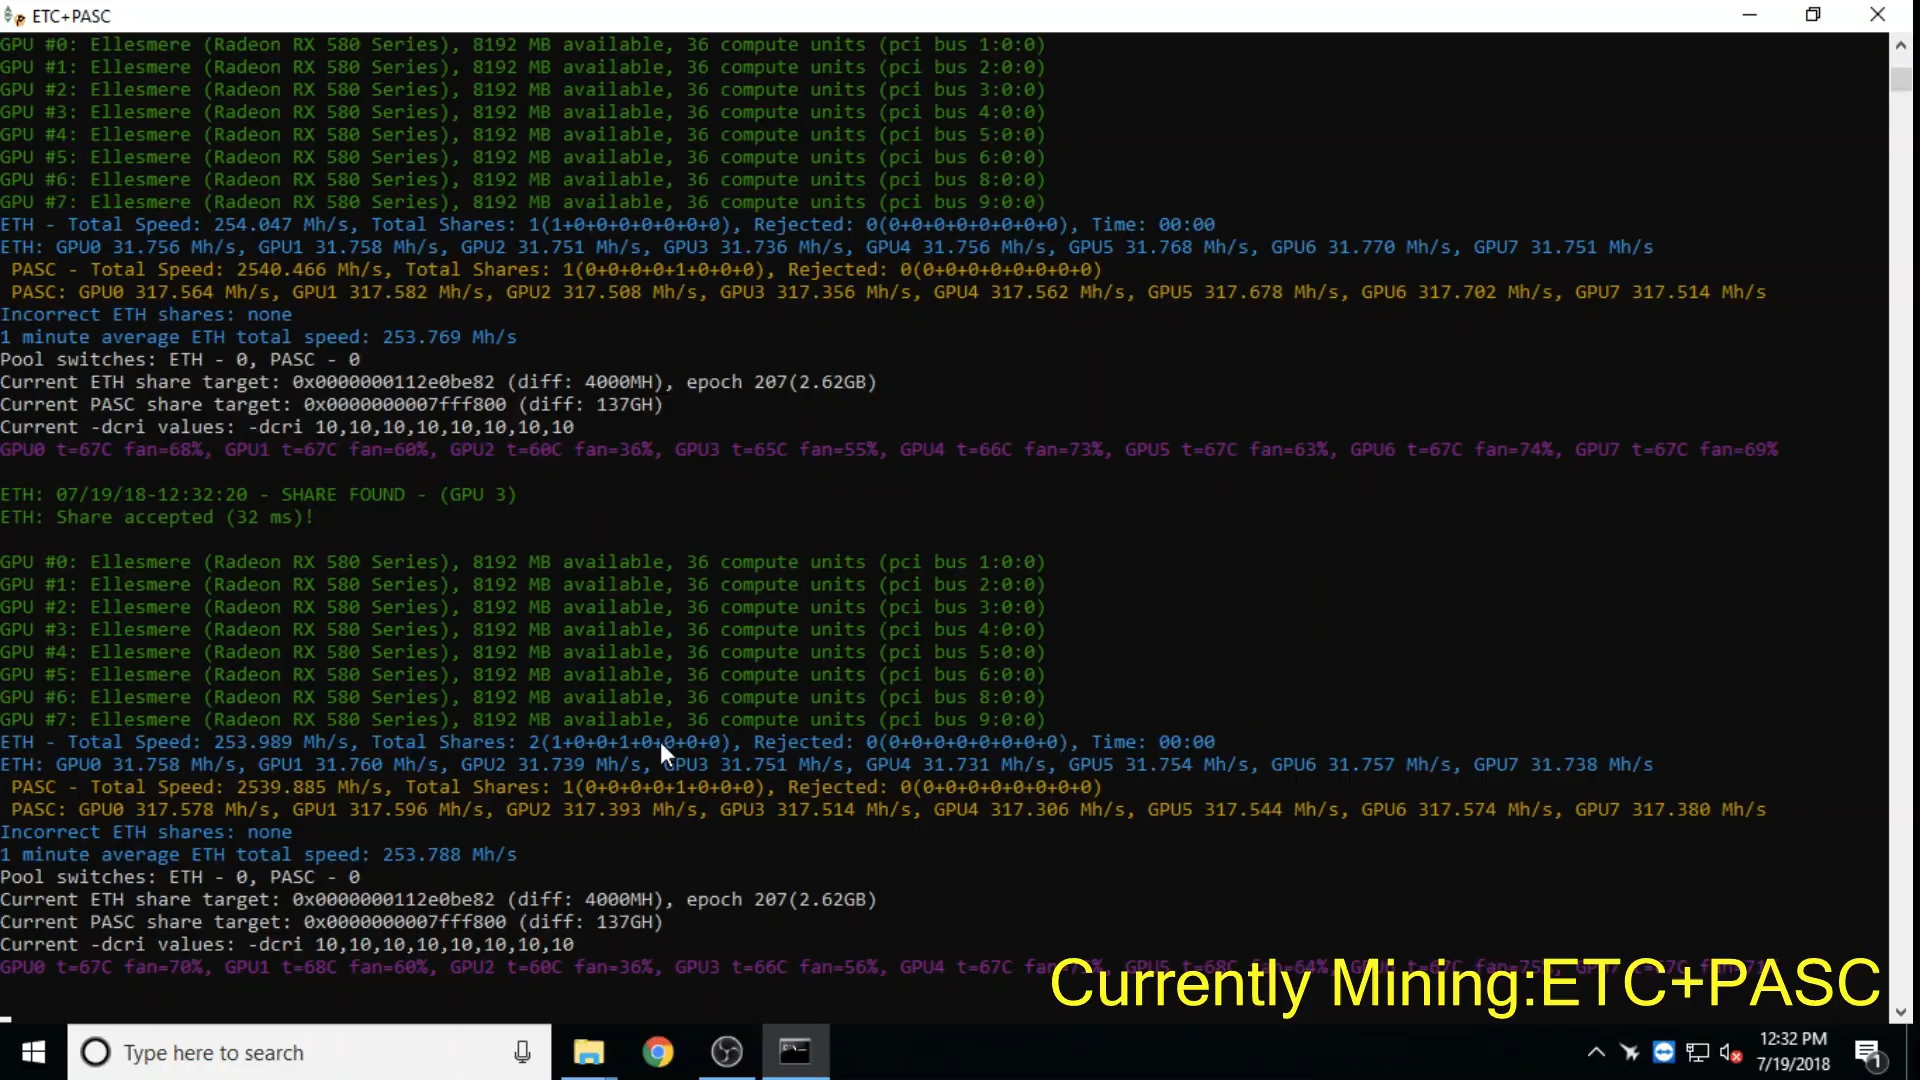 ETC+PASC
GPU #0: Ellesmere (Radeon RX 580 Series), 8192 MB available, 36 compute units (pci bus 1:0:0)
GPU #1: Ellesmere (Radeon RX 580 Series), 8192 MB available, 36 compute units (pci bus 2:0:0)
GPU #2: Ellesmere (Radeon RX 580 Series), 8192 MB available, 36 compute units (pci bus 3:0:0)
GPU #3: Ellesmere (Radeon RX 580 Series), 8192 MB available, 36 compute units (pci bus 4:0:0)
GPU #4: Ellesmere (Radeon RX 580 Series), 8192 MB available, 36 compute units (pci bus 5:0:0)
GPU #5: Ellesmere (Radeon RX 580 Series), 8192 MB available, 36 compute units (pci bus 6:0:0)
GPU #6: Ellesmere (Radeon RX 580 Series), 8192 MB available, 36 compute units (pci bus 8:0:0)
GPU #7: Ellesmere (Radeon RX 580 Series), 8192 MB available, 36 compute units (pci bus 9:0:0)
ETH - Total Speed: 254.047 Mh/s, Total Shares: 1(1+0+0+0+0+0+0+0), Rejected: 0(0+0+0+0+0+0+0+0), Time: 00:00
ETH: GPU0 31.756 Mh/s, GPU1 31.758 Mh/s, GPU2 31.751 Mh/s, GPU3 31.736 Mh/s, GPU4 31.756 Mh/s, GPU5 31.768 Mh/s, GPU6 31.770 Mh/s, GPU7 31.751 Mh/s
PASC - Total Speed: 2540.466 Mh/s, Total Shares: 1(0+0+0+0+1+0+0+0), Rejected: 0(0+0+0+0+0+0+0+0)
PASC: GPU0 317.564 Mh/s, GPU1 317.582 Mh/s, GPU2 317.508 Mh/s, GPU3 317.356 Mh/s, GPU4 317.562 Mh/s, GPU5 317.678 Mh/s, GPU6 317.702 Mh/s, GPU7 317.514 Mh/s
Incorrect ETH shares: none
1 minute average ETH total speed: 253.769 Mh/s
Pool switches: ETH - 0, PASC - 0
Current ETH share target: 0x0000000112e0be82 (diff: 4000MH), epoch 207(2.62GB)
Current PASC share target: 0x0000000007fff800 (diff: 137GH)
Current -dcri values: -dcri 10,10,10,10,10,10,10,10
GPU0 t=67C fan=68%, GPU1 t=67C fan=60%, GPU2 t=60C fan=36%, GPU3 t=65C fan=55%, GPU4 t=66C fan=73%, GPU5 t=67C fan=63%, GPU6 t=67C fan=74%, GPU7 t=67C fan=69%
ETH: 07/19/18-12:32:20 - SHARE FOUND - (GPU 3)
ETH: Share accepted (32 ms)!
GPU #0: Ellesmere (Radeon RX 580 Series), 8192 MB available, 36 compute units (pci bus 1:0:0)
GPU #1: Ellesmere (Radeon RX 580 Series), 8192 MB available, 36 compute units (pci bus 2:0:0)
GPU #2: Ellesmere (Radeon RX 580 Series), 8192 MB available, 36 compute units (pci bus 3:0:0)
GPU #3: Ellesmere (Radeon RX 580 Series), 8192 MB available, 36 compute units (pci bus 4:0:0)
GPU #4: Ellesmere (Radeon RX 580 Series), 8192 MB available, 36 compute units (pci bus 5:0:0)
GPU #5: Ellesmere (Radeon RX 580 Series), 8192 MB available, 36 compute units (pci bus 6:0:0)
GPU #6: Ellesmere (Radeon RX 580 Series), 8192 MB available, 36 compute units (pci bus 8:0:0)
GPU #7: Ellesmere (Radeon RX 580 Series), 8192 MB available, 36 compute units (pci bus 9:0:0)
ETH - Total Speed: 253.989 Mh/s, Total Shares: 2(1+0+0+1+0+0+0+0), Rejected: 0(0+0+0+0+0+0+0+0), Time: 00:00
ETH: GPU0 31.758 Mh/s, GPU1 31.760 Mh/s, GPU2 31.739 Mh/s, GPU3 31.751 Mh/s, GPU4 31.731 Mh/s, GPU5 31.754 Mh/s, GPU6 31.757 Mh/s, GPU7 31.738 Mh/s
PASC - Total Speed: 2539.885 Mh/s, Total Shares: 1(0+0+0+0+1+0+0+0), Rejected: 0(0+0+0+0+0+0+0+0)
PASC: GPU0 317.578 Mh/s, GPU1 317.596 Mh/s, GPU2 317.393 Mh/s, GPU3 317.514 Mh/s, GPU4 317.306 Mh/s, GPU5 317.544 Mh/s, GPU6 317.574 Mh/s, GPU7 317.380 Mh/s
Incorrect ETH shares: none
1 minute average ETH total speed: 253.788 Mh/s
Pool switches: ETH - 0, PASC - 0
Current ETH share target: 0x0000000112e0be82 (diff: 4000MH), epoch 207(2.62GB)
Current PASC share target: 0x0000000007fff800 (diff: 137GH)
Current -dcri values: -dcri 10,10,10,10,10,10,10,10
GPU0 t=67C fan=70%, GPU1 t=68C fan=60%, GPU2 t=60C fan=36%, GPU3 t=66C fan=56%, GPU4 t=67C
Currently Mining:ETC+PASC
Type here to search
12:32 PM
7/19/2018
1